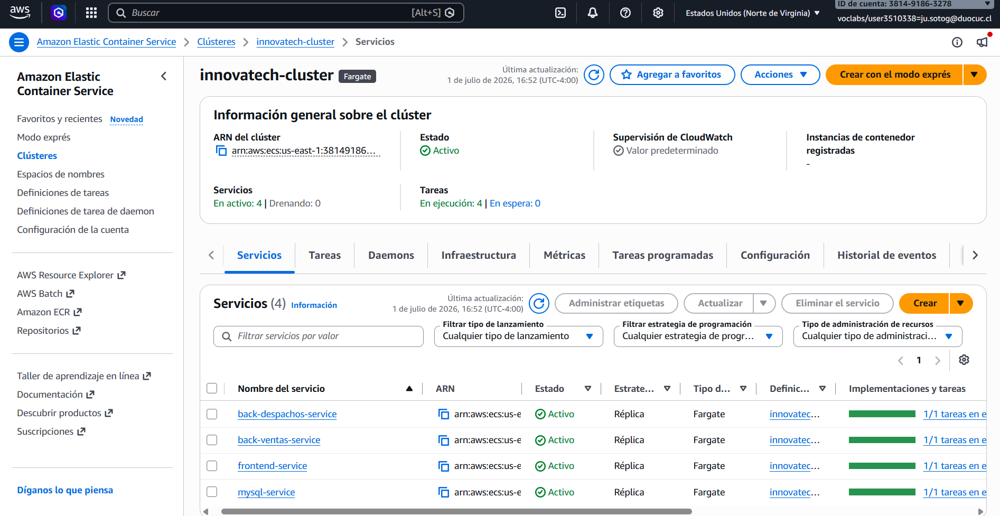 aws
Buscar
[Alt+S]
Estados Unidos (Norte de Virginia)
ID de cuenta: 3814-9186-3278
voclabs/user3510338=ju.sotog@duocuc.cl
Amazon Elastic Container Service
Clústeres
innovatech-cluster
Servicios
Amazon Elastic
Container Service
Favoritos y recientes
Novedad
Modo exprés
Clústeres
Espacios de nombres
Definiciones de tareas
Definiciones de tarea de daemon
Configuración de la cuenta
AWS Resource Explorer
AWS Batch
Amazon ECR
Repositorios
Taller de aprendizaje en línea
Documentación
Descubrir productos
Suscripciones
Díganos lo que piensa
innovatech-cluster
Fargate
Última actualización:
1 de julio de 2026, 16:52 (UTC-4:00)
Agregar a favoritos
Acciones
Crear con el modo exprés
Información general sobre el clúster
ARN del clúster
arn:aws:ecs:us-east-1:38149186...
Estado
Activo
Supervisión de CloudWatch
Valor predeterminado
Instancias de contenedor
registradas
-
Servicios
En activo: 4 | Drenando: 0
Tareas
En ejecución: 4 | En espera: 0
Servicios
Tareas
Daemons
Infraestructura
Métricas
Tareas programadas
Configuración
Historial de eventos
Servicios (4)
Información
Última actualización:
1 de julio de 2026, 16:52 (UTC-4:00)
Administrar etiquetas
Actualizar
Eliminar el servicio
Crear
Filtrar servicios por valor
Filtrar tipo de lanzamiento
Cualquier tipo de lanzamiento
Filtrar estrategia de programación
Cualquier estrategia de progr...
Tipo de administración de recursos
Cualquier tipo de administraci...
1
Nombre del servicio
ARN
Estado
Estrate...
Tipo d...
Definic...
Implementaciones y tareas
back-despachos-service
arn:aws:ecs:us-e
Activo
Réplica
Fargate
innovatec...
1/1 tareas en e
back-ventas-service
arn:aws:ecs:us-e
Activo
Réplica
Fargate
innovatec...
1/1 tareas en e
frontend-service
arn:aws:ecs:us-e
Activo
Réplica
Fargate
innovatec...
1/1 tareas en e
mysql-service
arn:aws:ecs:us-e
Activo
Réplica
Fargate
innovatec...
1/1 tareas en e